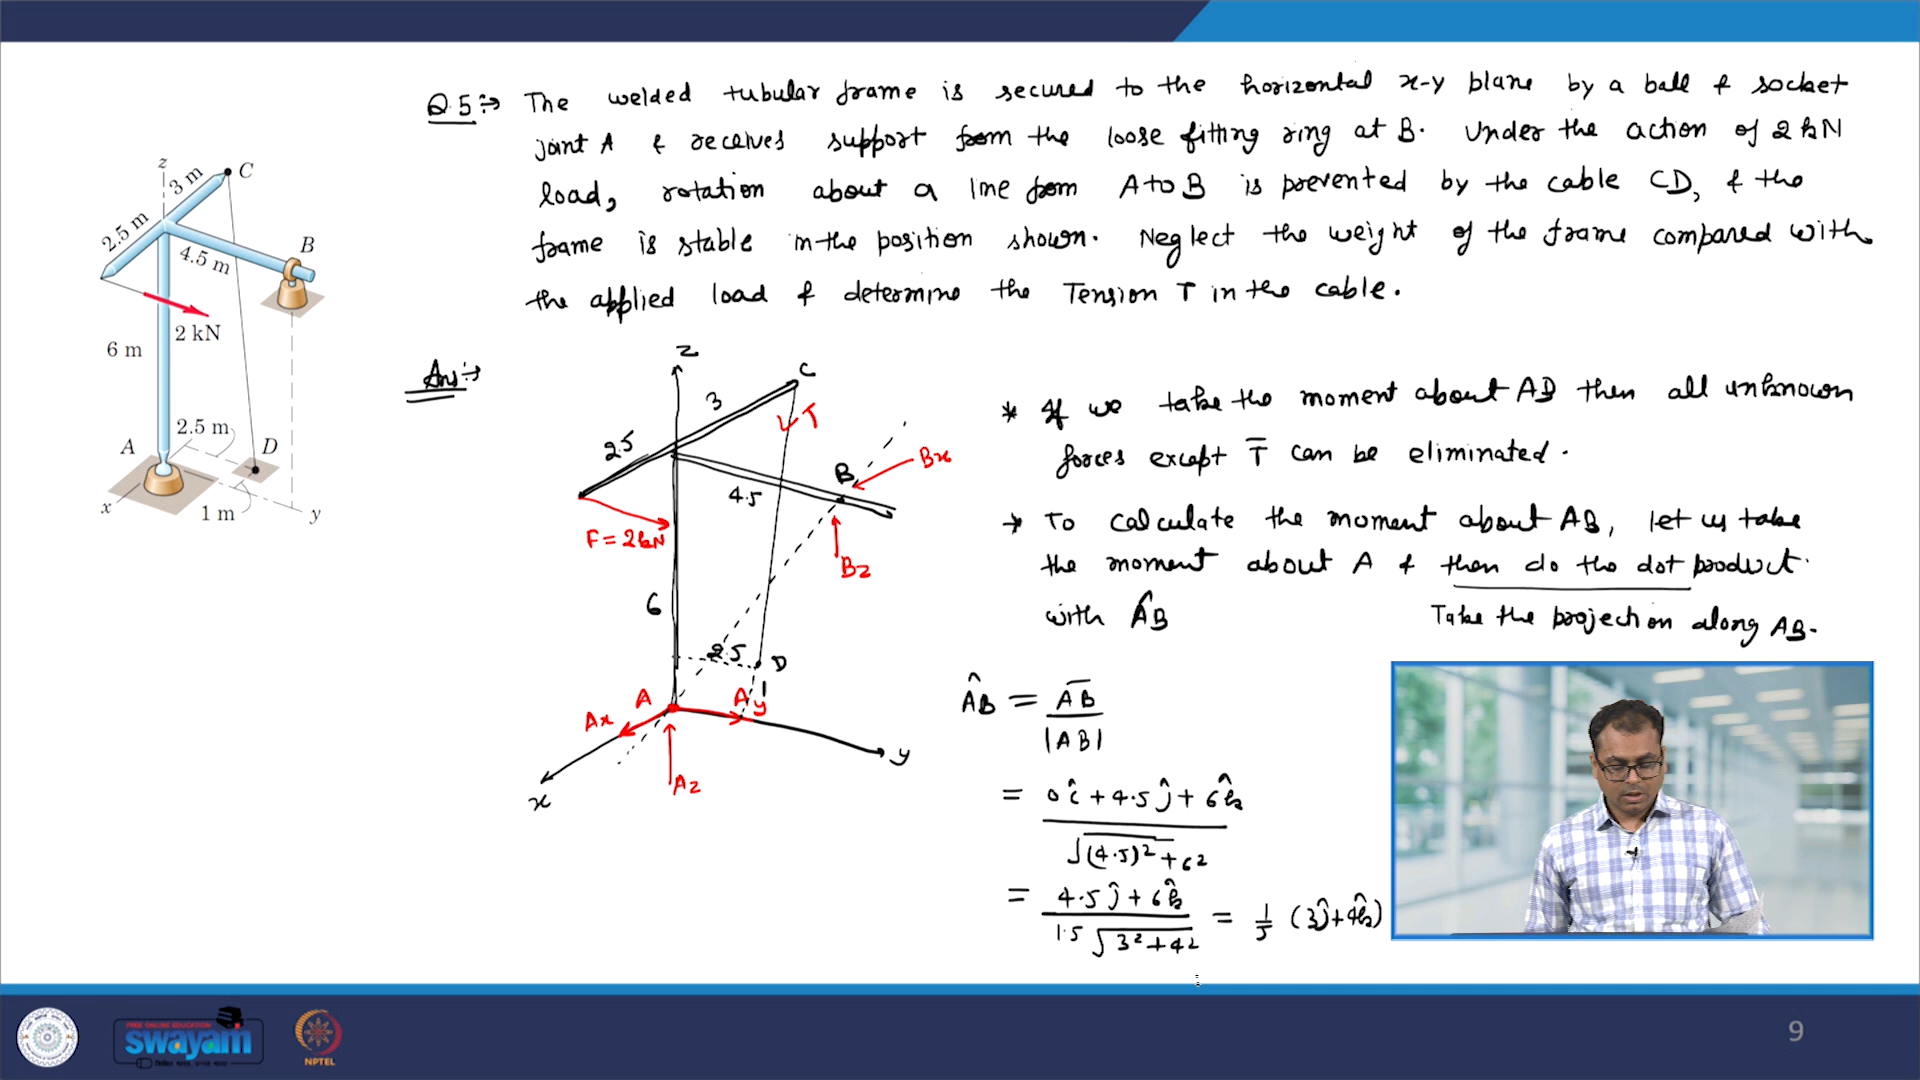 Q.5:→ The welded tubular frame is secured to the horizontal x-y plane by a ball & socket
joint A & receives support from the loose fitting ring at B. Under the action of 2 kN
load, rotation about a line from A to B is prevented by the cable CD, & the
frame is stable in the position shown. Neglect the weight of the frame compared with
the applied load & determine the Tension T in the cable.
z
3 m
C
2.5 m
B
4.5 m
2 kN
6 m
2.5 m
A
D
x
1 m
y
Ans:→
z
C
3
T
2.5
B
Bx
4.5
F = 2kN
Bz
6
2.5
D
A
Ay
1
Ax
y
Az
x
* If we take the moment about AB then all unknown
forces except T̄ can be eliminated.
* To calculate the moment about AB, let us take
the moment about A & then do the dot product
with ÂB
Take the projection along AB.
ÂB = A̅B̅ / |AB|
= 0î + 4.5ĵ + 6k̂ / √(4.5)² + 6²
= 4.5ĵ + 6k̂ / 1.5 √3² + 4² = 1/5 (3ĵ + 4k̂)
FREE ONLINE EDUCATION
swayam
NPTEL
9